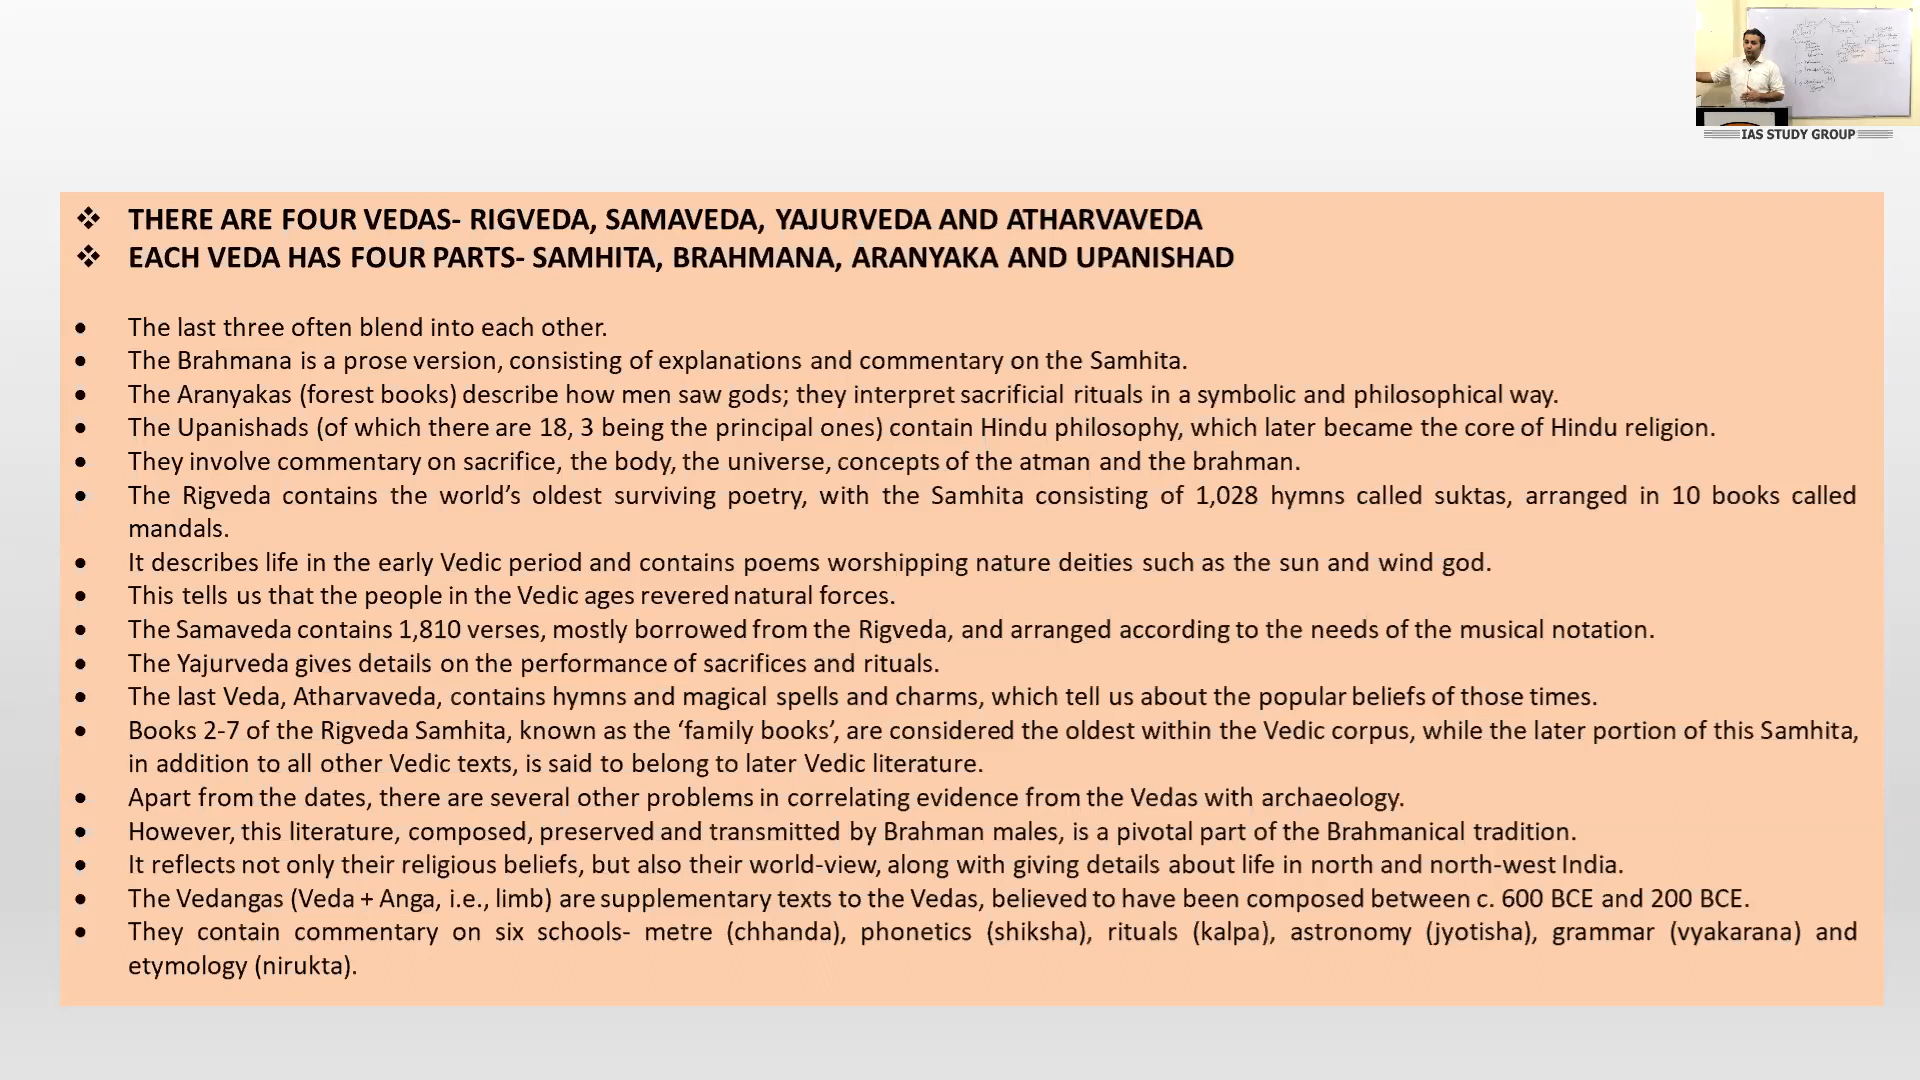 IAS STUDY GROUP
❖ THERE ARE FOUR VEDAS- RIGVEDA, SAMAVEDA, YAJURVEDA AND ATHARVAVEDA
❖ EACH VEDA HAS FOUR PARTS- SAMHITA, BRAHMANA, ARANYAKA AND UPANISHAD
• The last three often blend into each other.
• The Brahmana is a prose version, consisting of explanations and commentary on the Samhita.
• The Aranyakas (forest books) describe how men saw gods; they interpret sacrificial rituals in a symbolic and philosophical way.
• The Upanishads (of which there are 18, 3 being the principal ones) contain Hindu philosophy, which later became the core of Hindu religion.
• They involve commentary on sacrifice, the body, the universe, concepts of the atman and the brahman.
• The Rigveda contains the world’s oldest surviving poetry, with the Samhita consisting of 1,028 hymns called suktas, arranged in 10 books called
mandals.
• It describes life in the early Vedic period and contains poems worshipping nature deities such as the sun and wind god.
• This tells us that the people in the Vedic ages revered natural forces.
• The Samaveda contains 1,810 verses, mostly borrowed from the Rigveda, and arranged according to the needs of the musical notation.
• The Yajurveda gives details on the performance of sacrifices and rituals.
• The last Veda, Atharvaveda, contains hymns and magical spells and charms, which tell us about the popular beliefs of those times.
• Books 2-7 of the Rigveda Samhita, known as the ‘family books’, are considered the oldest within the Vedic corpus, while the later portion of this Samhita,
in addition to all other Vedic texts, is said to belong to later Vedic literature.
• Apart from the dates, there are several other problems in correlating evidence from the Vedas with archaeology.
• However, this literature, composed, preserved and transmitted by Brahman males, is a pivotal part of the Brahmanical tradition.
• It reflects not only their religious beliefs, but also their world-view, along with giving details about life in north and north-west India.
• The Vedangas (Veda + Anga, i.e., limb) are supplementary texts to the Vedas, believed to have been composed between c. 600 BCE and 200 BCE.
• They contain commentary on six schools- metre (chhanda), phonetics (shiksha), rituals (kalpa), astronomy (jyotisha), grammar (vyakarana) and
etymology (nirukta).